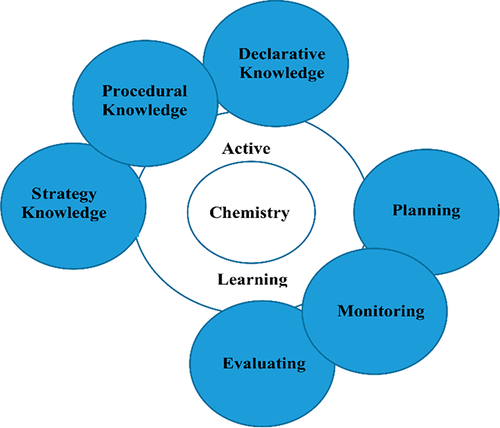 Declarative
Knowledge
Procedural
Knowledge
Active
Strategy
Knowledge
Chemistry
Planning
Learning
Monitoring
Evaluating